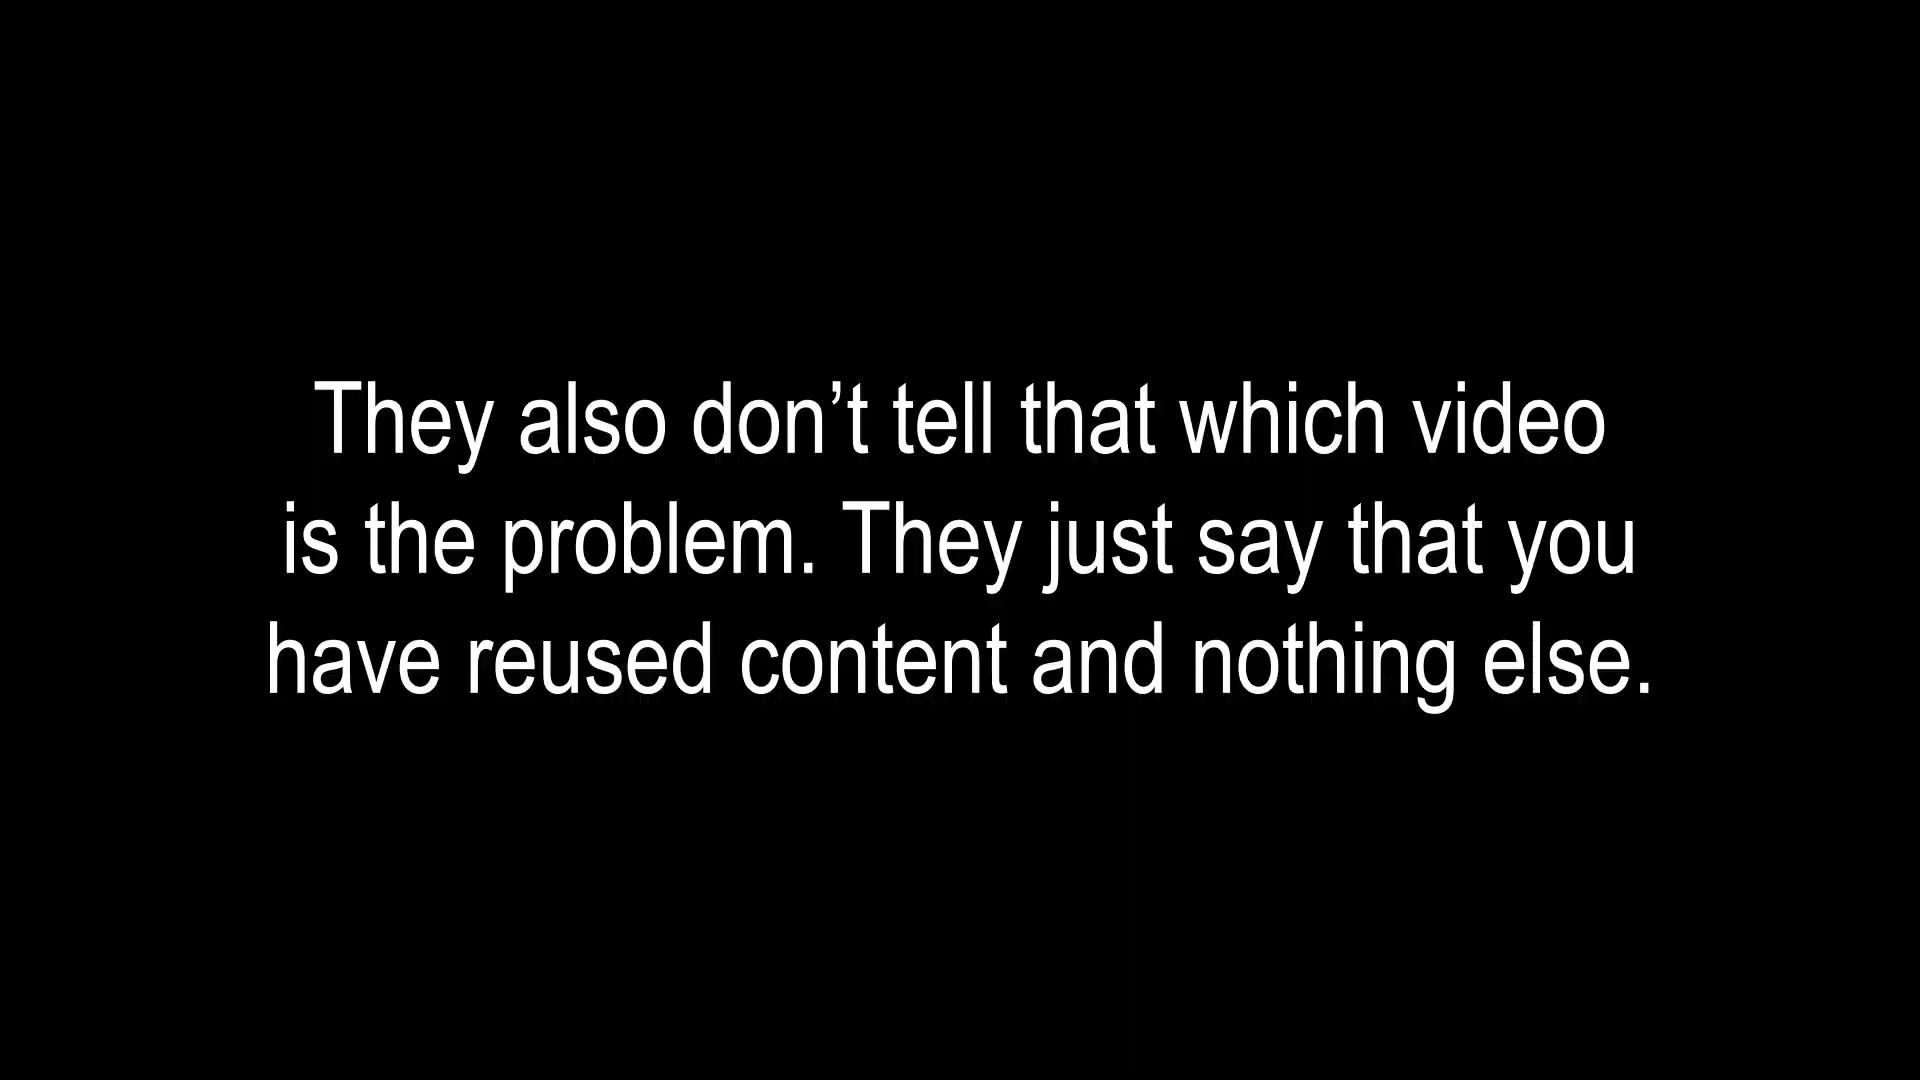 They also don’t tell that which video
is the problem. They just say that you
have reused content and nothing else.